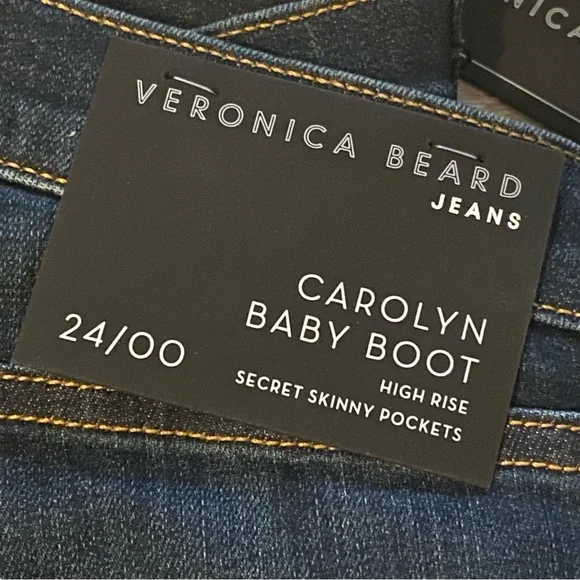 VERONICA BEARD
JEANS
CAROLYN
BABY BOOT
24/00
HIGH RISE
SECRET SKINNY POCKETS